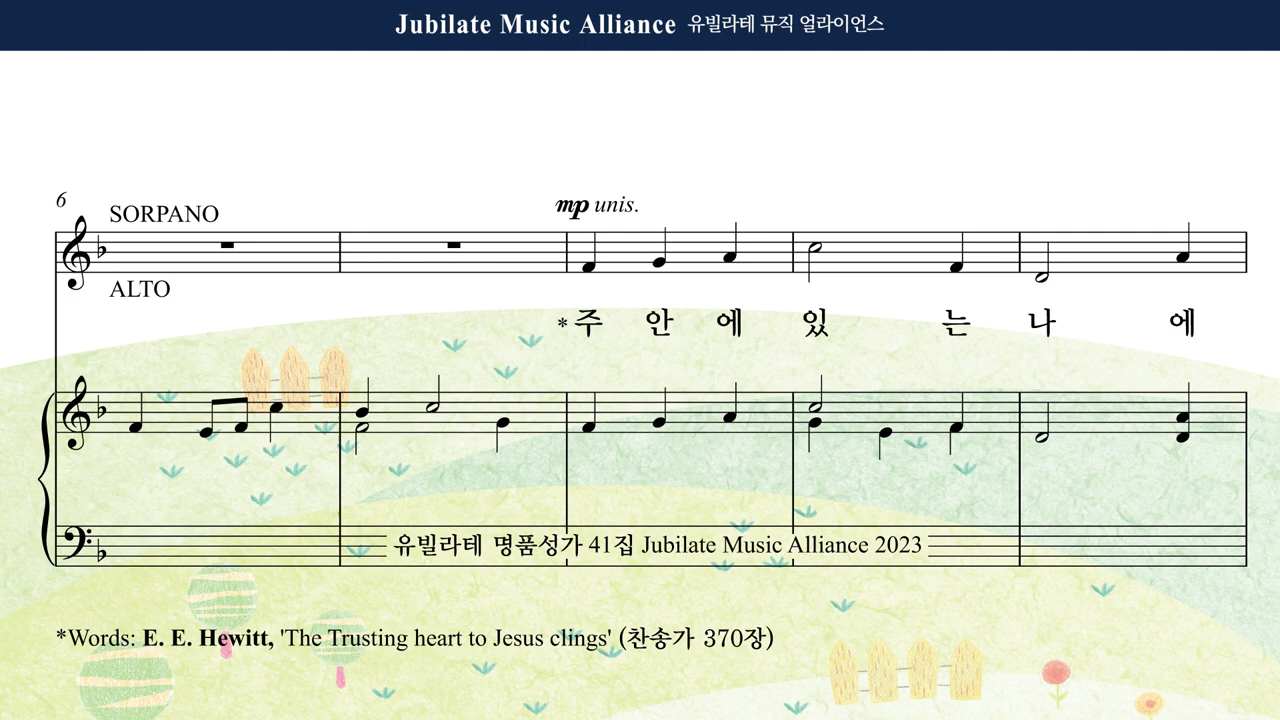 Jubilate Music Alliance 유빌라테 뮤직 얼라이언스
6
SORPANO
mp unis.
ALTO
*주 안 에 있 는 나 에
유빌라테 명품성가 41집 Jubilate Music Alliance 2023
*Words: E. E. Hewitt, 'The Trusting heart to Jesus clings' (찬송가 370장)